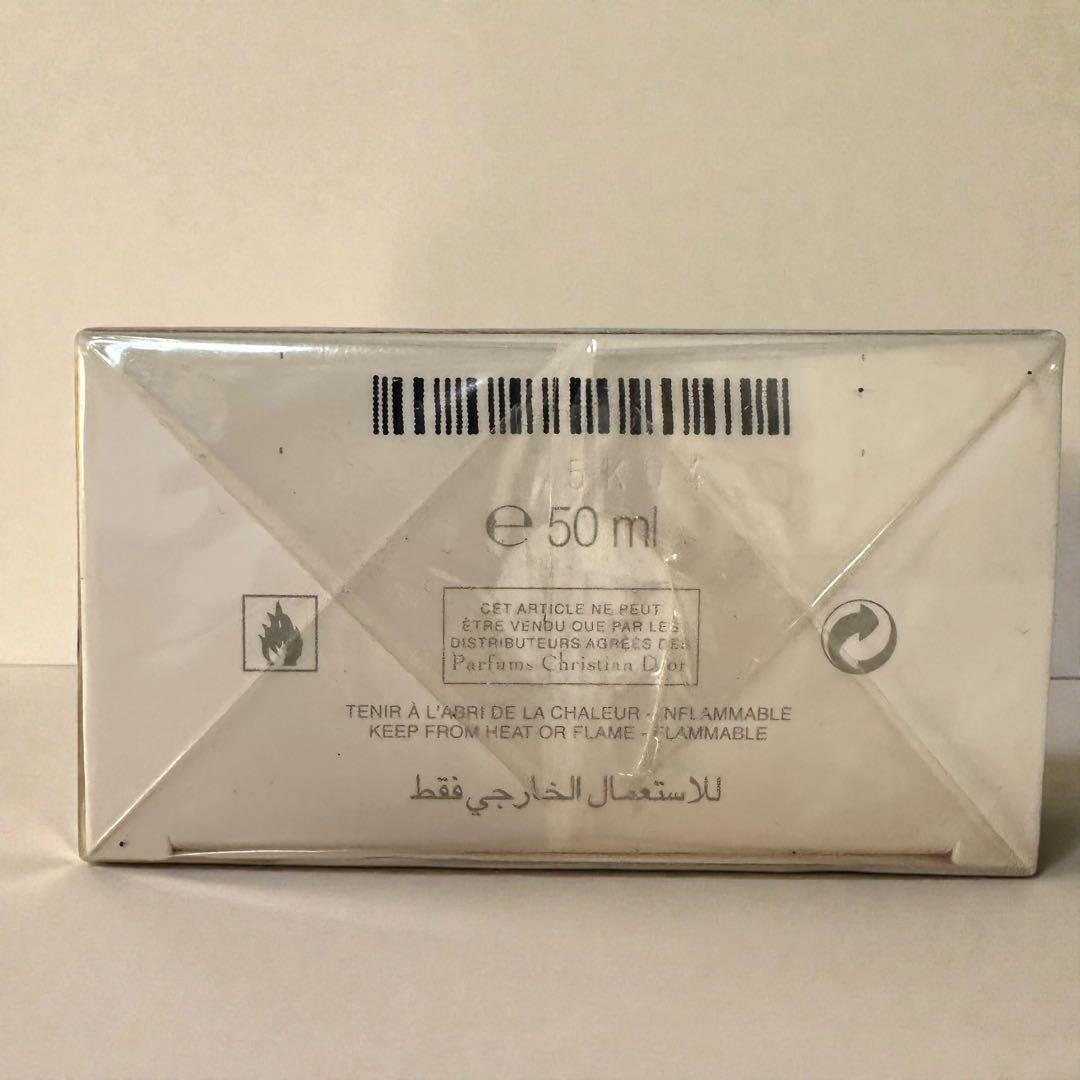 5K04
℮ 50 ml
CET ARTICLE NE PEUT
ÊTRE VENDU QUE PAR LES
DISTRIBUTEURS AGRÉÉS DES
Parfums Christian Dior
TENIR À L'ABRI DE LA CHALEUR - INFLAMMABLE
KEEP FROM HEAT OR FLAME - FLAMMABLE
للاستعمال الخارجي فقط